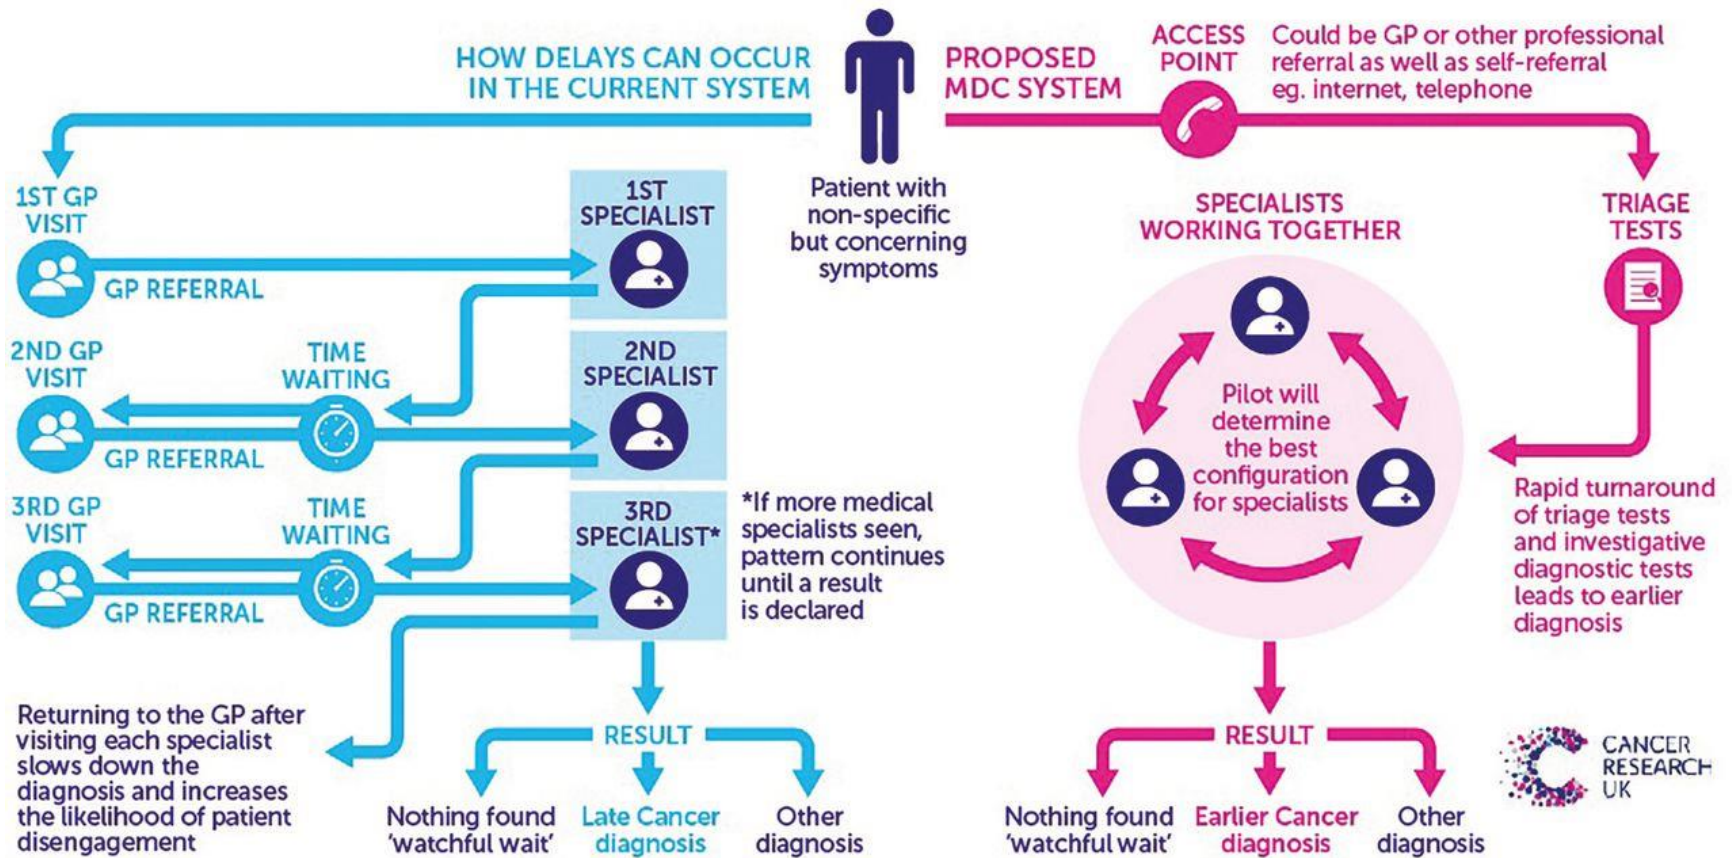 HOW DELAYS CAN OCCUR
IN THE CURRENT SYSTEM
1ST GP
VISIT
GP REFERRAL
1ST
SPECIALIST
2ND GP
VISIT
TIME
WAITING
GP REFERRAL
2ND
SPECIALIST
3RD GP
VISIT
TIME
WAITING
GP REFERRAL
3RD
SPECIALIST*
*If more medical
specialists seen,
pattern continues
until a result
is declared
Returning to the GP after
visiting each specialist
slows down the
diagnosis and increases
the likelihood of patient
disengagement
RESULT
Nothing found
'watchful wait'
Late Cancer
diagnosis
Other
diagnosis
Patient with
non-specific
but concerning
symptoms
PROPOSED
MDC SYSTEM
ACCESS
POINT
Could be GP or other professional
referral as well as self-referral
eg. internet, telephone
TRIAGE
TESTS
SPECIALISTS
WORKING TOGETHER
Pilot will
determine
the best
configuration
for specialists
Rapid turnaround
of triage tests
and investigative
diagnostic tests
leads to earlier
diagnosis
RESULT
Nothing found
'watchful wait'
Earlier Cancer
diagnosis
Other
diagnosis
CANCER
RESEARCH
UK